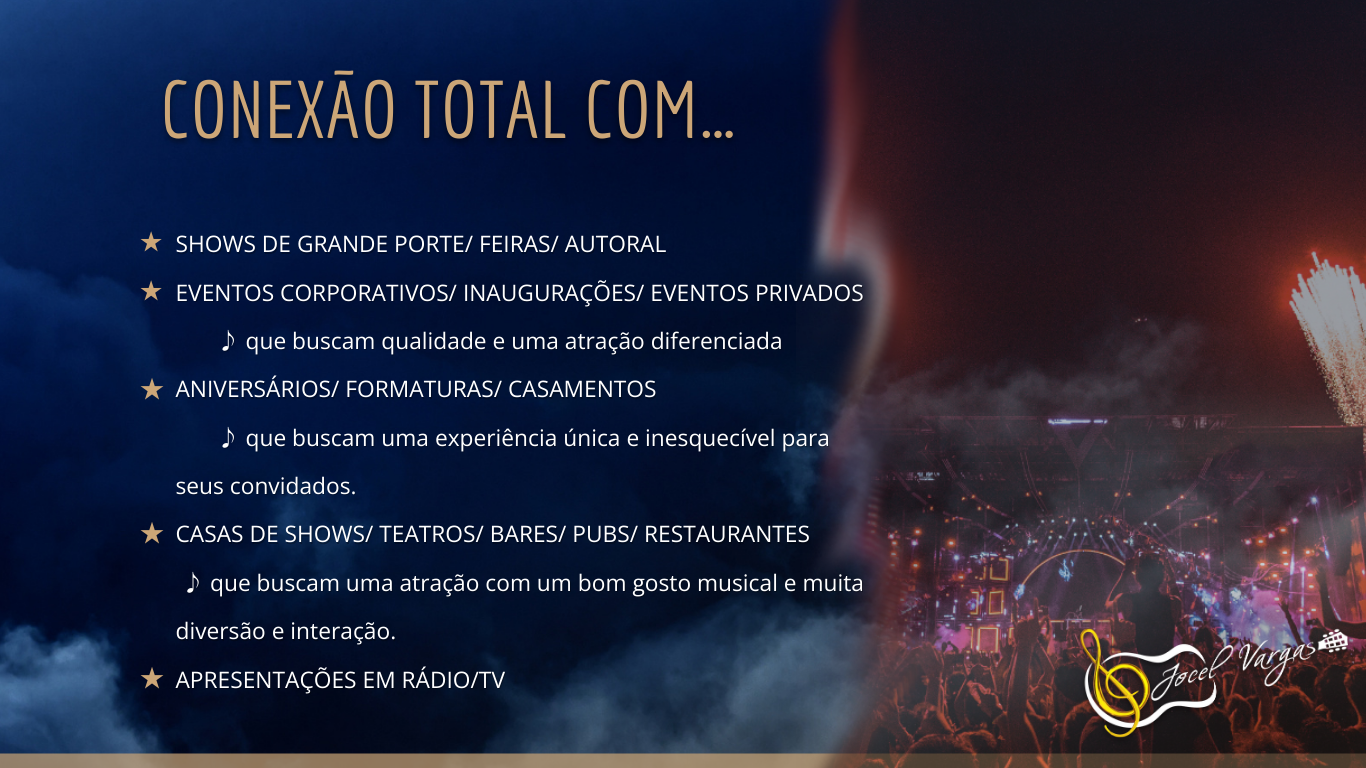 CONEXÃO TOTAL COM...
★ SHOWS DE GRANDE PORTE/ FEIRAS/ AUTORAL
★ EVENTOS CORPORATIVOS/ INAUGURAÇÕES/ EVENTOS PRIVADOS
♪ que buscam qualidade e uma atração diferenciada
★ ANIVERSÁRIOS/ FORMATURAS/ CASAMENTOS
♪ que buscam uma experiência única e inesquecível para
seus convidados.
★ CASAS DE SHOWS/ TEATROS/ BARES/ PUBS/ RESTAURANTES
♪ que buscam uma atração com um bom gosto musical e muita
diversão e interação.
★ APRESENTAÇÕES EM RÁDIO/TV
Jocel Vargas